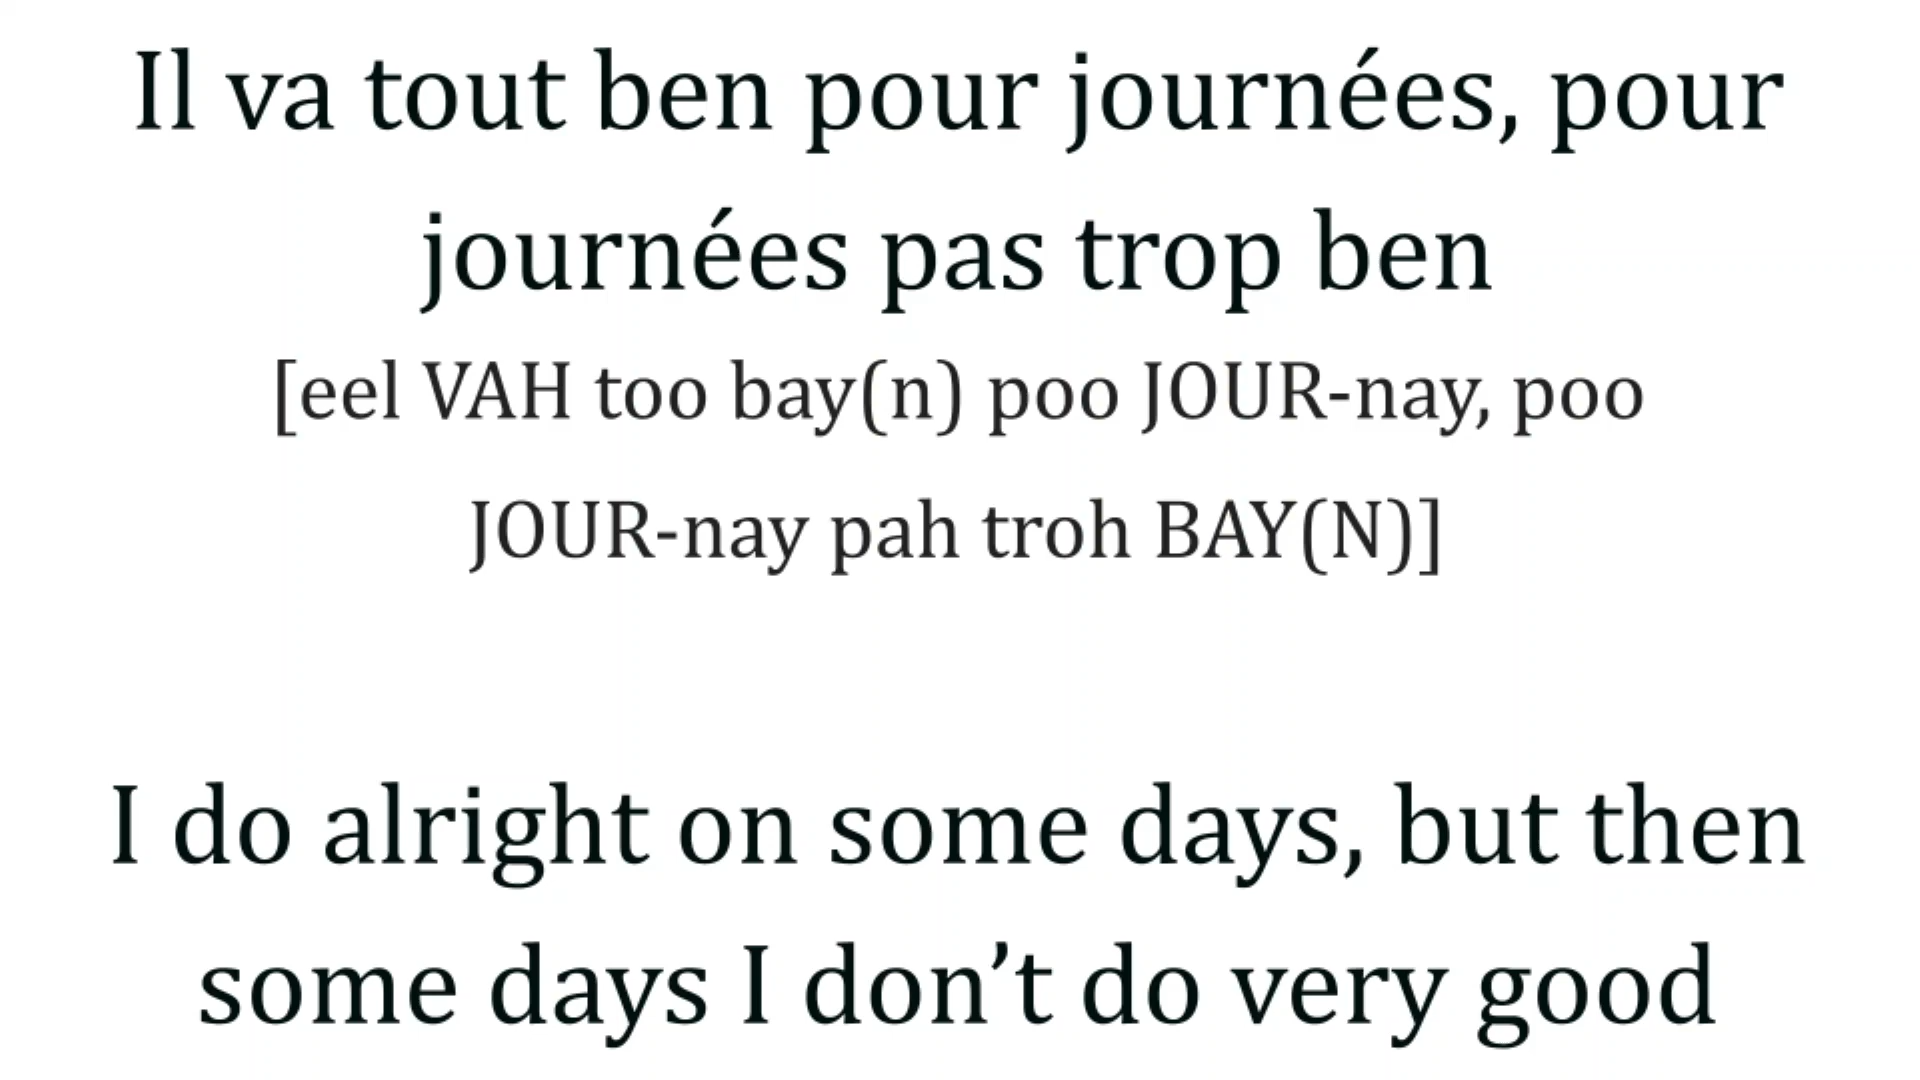 Il va tout ben pour journées, pour
journées pas trop ben
[eel VAH too bay(n) poo JOUR-nay, poo
JOUR-nay pah troh BAY(N)]
I do alright on some days, but then
some days I don’t do very good